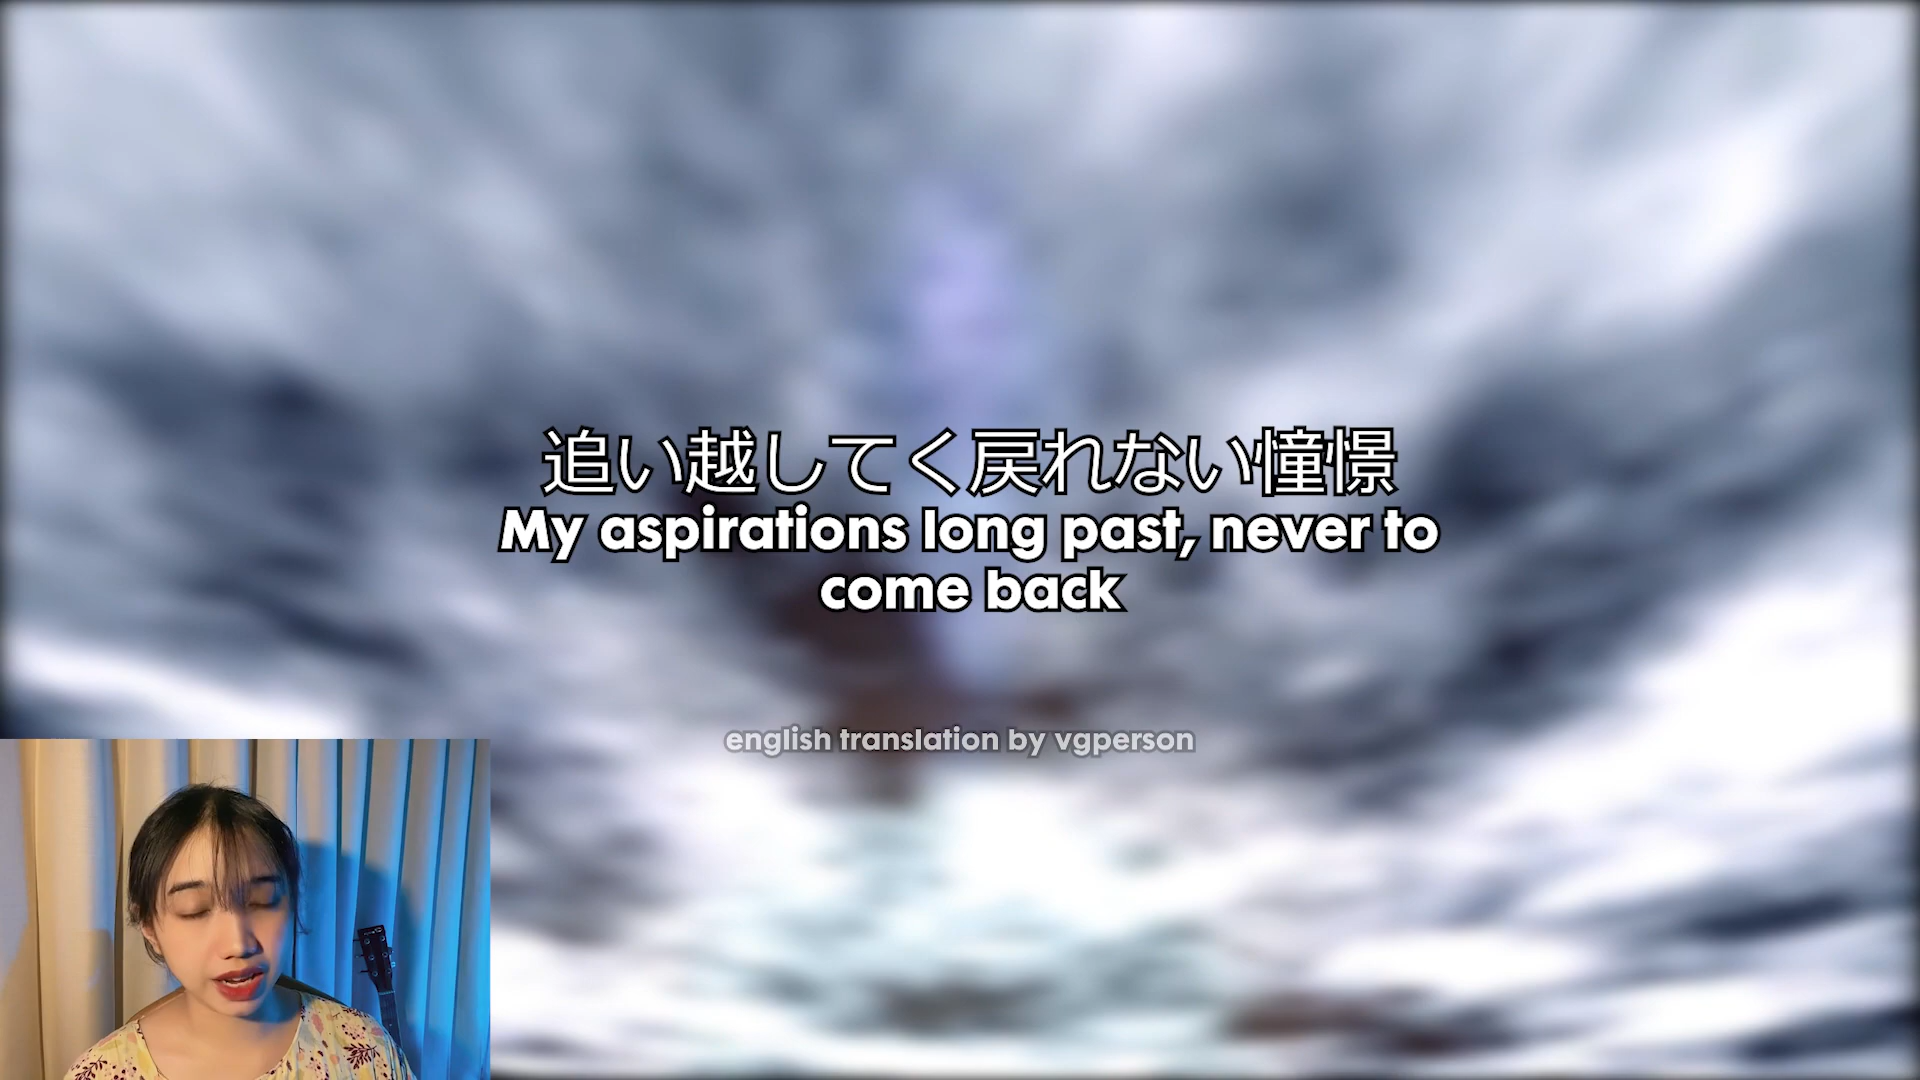 追い越してく戻れない憧憬
My aspirations long past, never to
come back
english translation by vgperson